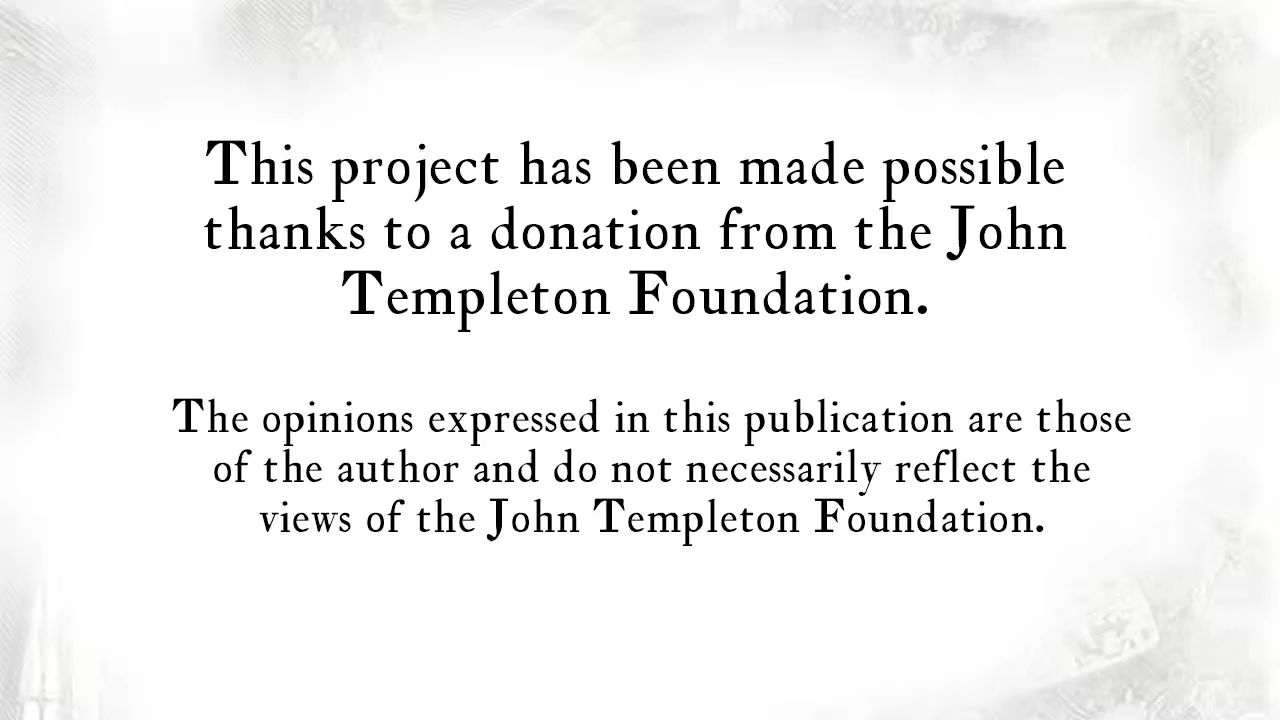 This project has been made possible
thanks to a donation from the John
Templeton Foundation.
The opinions expressed in this publication are those
of the author and do not necessarily reflect the
views of the John Templeton Foundation.